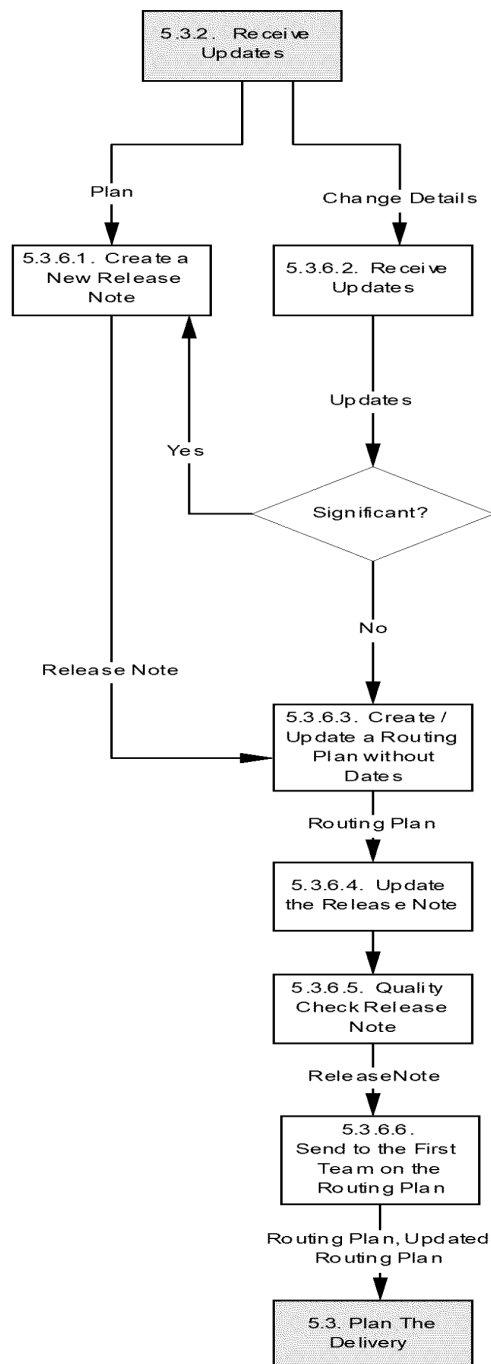 5.3.2. Receive
Updates
Plan
Change Details
5.3.6.1. Create a
New Release
Note
5.3.6.2. Receive
Updates
Updates
Yes
Significant?
No
Release Note
5.3.6.3. Create /
Update a Routing
Plan without
Dates
Routing Plan
5.3.6.4. Update
the Release Note
5.3.6.5. Quality
Check Release
Note
ReleaseNote
5.3.6.6.
Send to the First
Team on the
Routing Plan
Routing Plan, Updated
Routing Plan
5.3. Plan The
Delivery